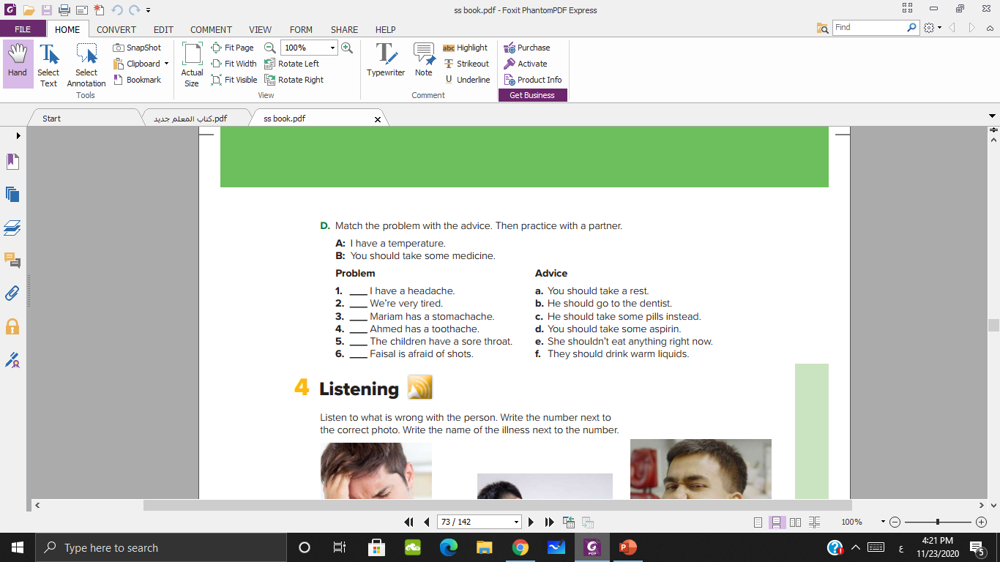 ss book.pdf - Foxit PhantomPDF Express
FILE HOME CONVERT EDIT COMMENT VIEW FORM SHARE HELP
Find
Hand
Select Text
Select Annotation
SnapShot
Clipboard
Bookmark
Tools
Actual Size
Fit Page
Fit Width
Fit Visible
100%
Rotate Left
Rotate Right
View
Typewriter
Note
abc Highlight
T Strikeout
U Underline
Comment
Purchase
Activate
Product Info
Get Business
Start
كتاب المعلم جديد.pdf
ss book.pdf
D. Match the problem with the advice. Then practice with a partner.
A: I have a temperature.
B: You should take some medicine.
Problem
1. ___ I have a headache.
2. ___ We're very tired.
3. ___ Mariam has a stomachache.
4. ___ Ahmed has a toothache.
5. ___ The children have a sore throat.
6. ___ Faisal is afraid of shots.
Advice
a. You should take a rest.
b. He should go to the dentist.
c. He should take some pills instead.
d. You should take some aspirin.
e. She shouldn't eat anything right now.
f. They should drink warm liquids.
4 Listening
Listen to what is wrong with the person. Write the number next to
the correct photo. Write the name of the illness next to the number.
73 / 142
100%
Type here to search
ع
4:21 PM
11/23/2020
5